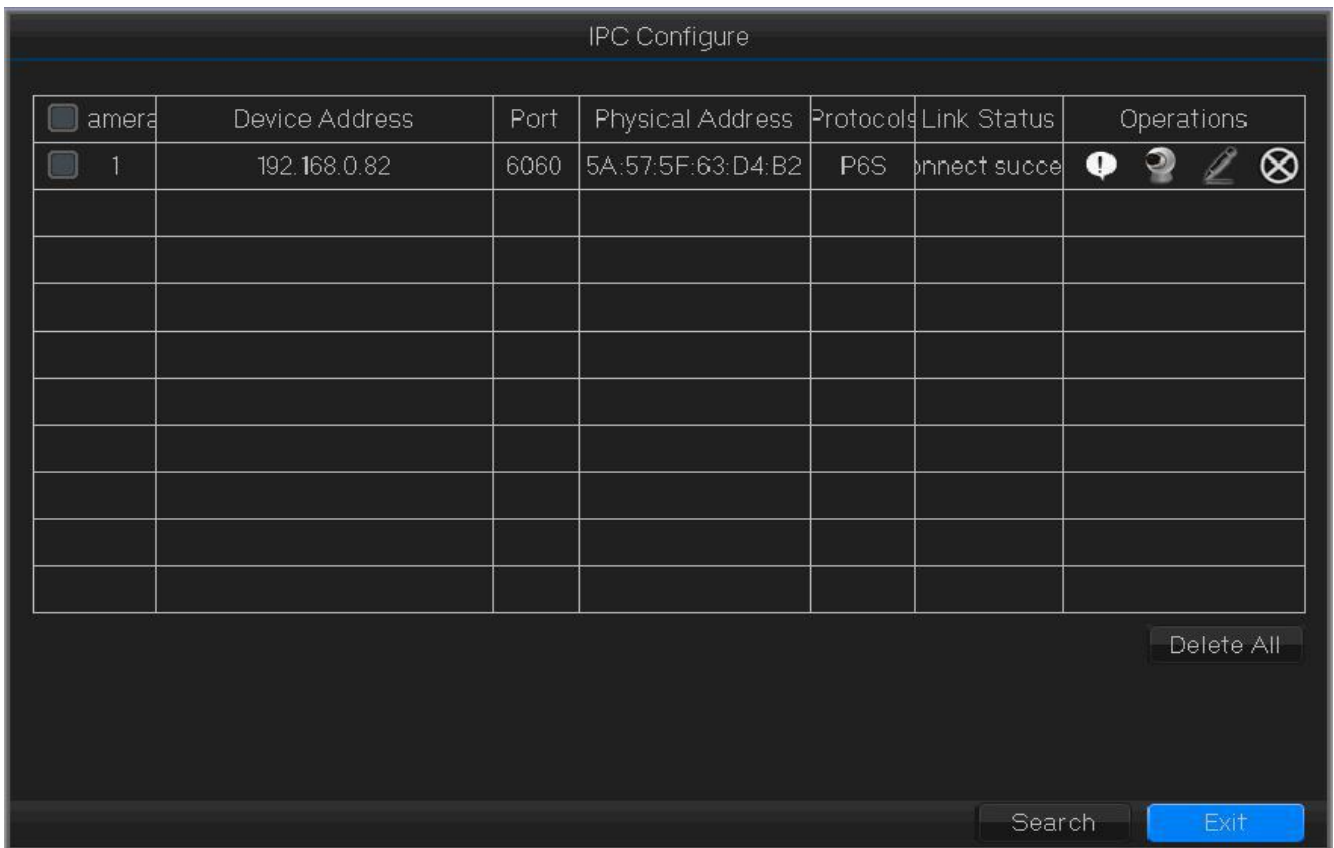 IPC Configure
amera Device Address Port Physical Address Protocols Link Status Operations
1 192.168.0.82 6060 5A:57:5F:63:D4:B2 P6S onnect succe
Delete All
Search Exit